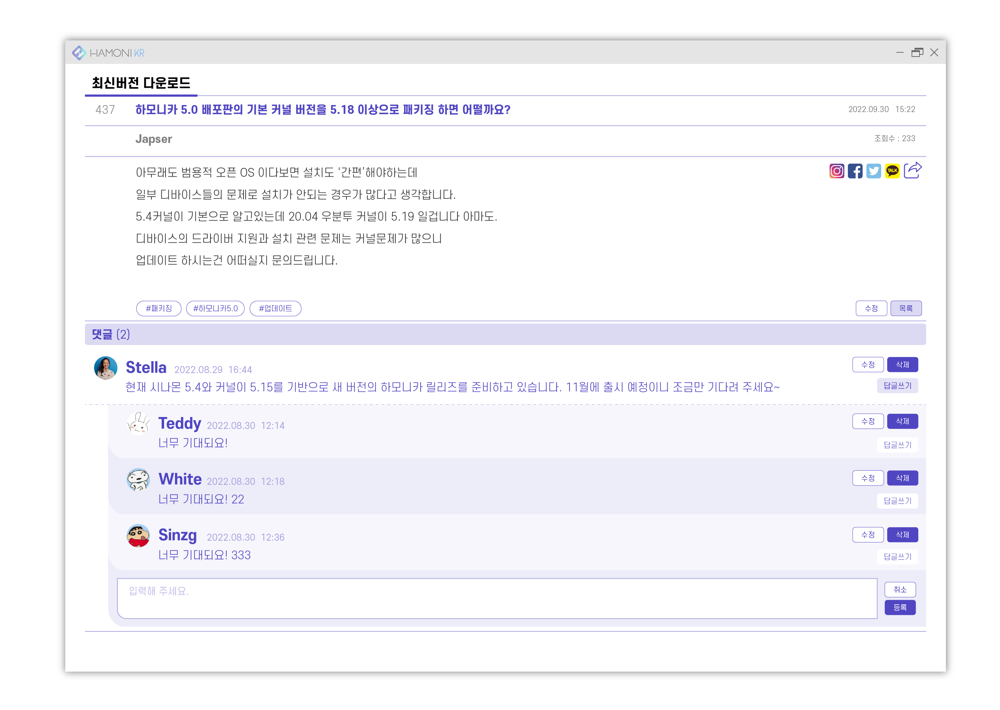 HAMONIKR
최신버전 다운로드
437 하모니카 5.0 배포판의 기본 커널 버전을 5.18 이상으로 패키징 하면 어떨까요? 2022.09.30 15:22
Japser 조회수 : 233
아무래도 범용적 오픈 OS 이다보면 설치도 ‘간편’해야하는데
TALK
일부 디바이스들의 문제로 설치가 안되는 경우가 많다고 생각합니다.
5.4커널이 기본으로 알고있는데 20.04 우분투 커널이 5.19 일겁니다 아마도.
디바이스의 드라이버 지원과 설치 관련 문제는 커널문제가 많으니
업데이트 하시는건 어떠실지 문의드립니다.
#패키징 #하모니카5.0 #업데이트 수정 목록
댓글 (2)
Stella 2022.08.29 16:44 수정 삭제
현재 시나몬 5.4와 커널이 5.15를 기반으로 새 버전의 하모니카 릴리즈를 준비하고 있습니다. 11월에 출시 예정이니 조금만 기다려 주세요~ 답글쓰기
Teddy 2022.08.30 12:14 수정 삭제
너무 기대되요! 답글쓰기
White 2022.08.30 12:18 수정 삭제
너무 기대되요! 22 답글쓰기
Sinzg 2022.08.30 12:36 수정 삭제
너무 기대되요! 333 답글쓰기
입력해 주세요. 취소
등록